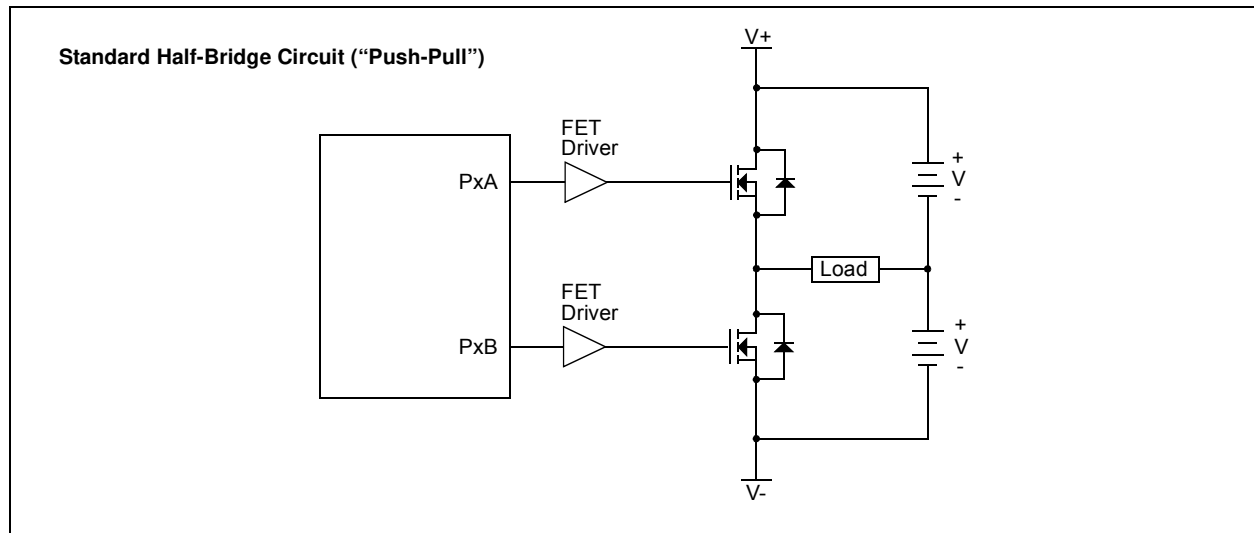 Standard Half-Bridge Circuit (“Push-Pull”)
V+
FET
Driver
PxA
+
V
-
Load
FET
Driver
PxB
+
V
-
V-